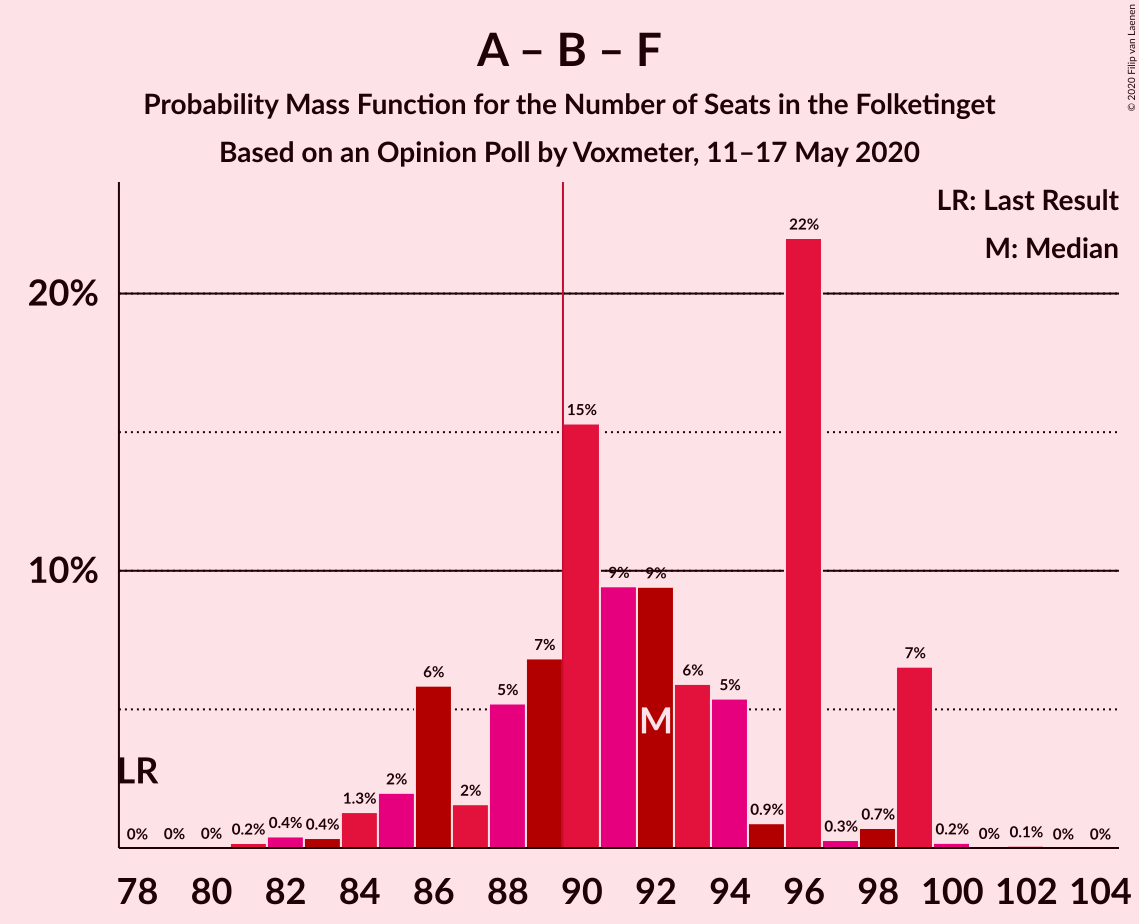 A – B – F
Probability Mass Function for the Number of Seats in the Folketinget
Based on an Opinion Poll by Voxmeter, 11–17 May 2020
© 2020 Filip van Laenen
LR: Last Result
M: Median
20%
10%
LR
M
0% 0% 0% 0.2% 0.4% 0.4% 1.3% 2% 6% 2% 5% 7% 15% 9% 9% 6% 5% 0.9% 22% 0.3% 0.7% 7% 0.2% 0% 0.1% 0% 0%
78 80 82 84 86 88 90 92 94 96 98 100 102 104